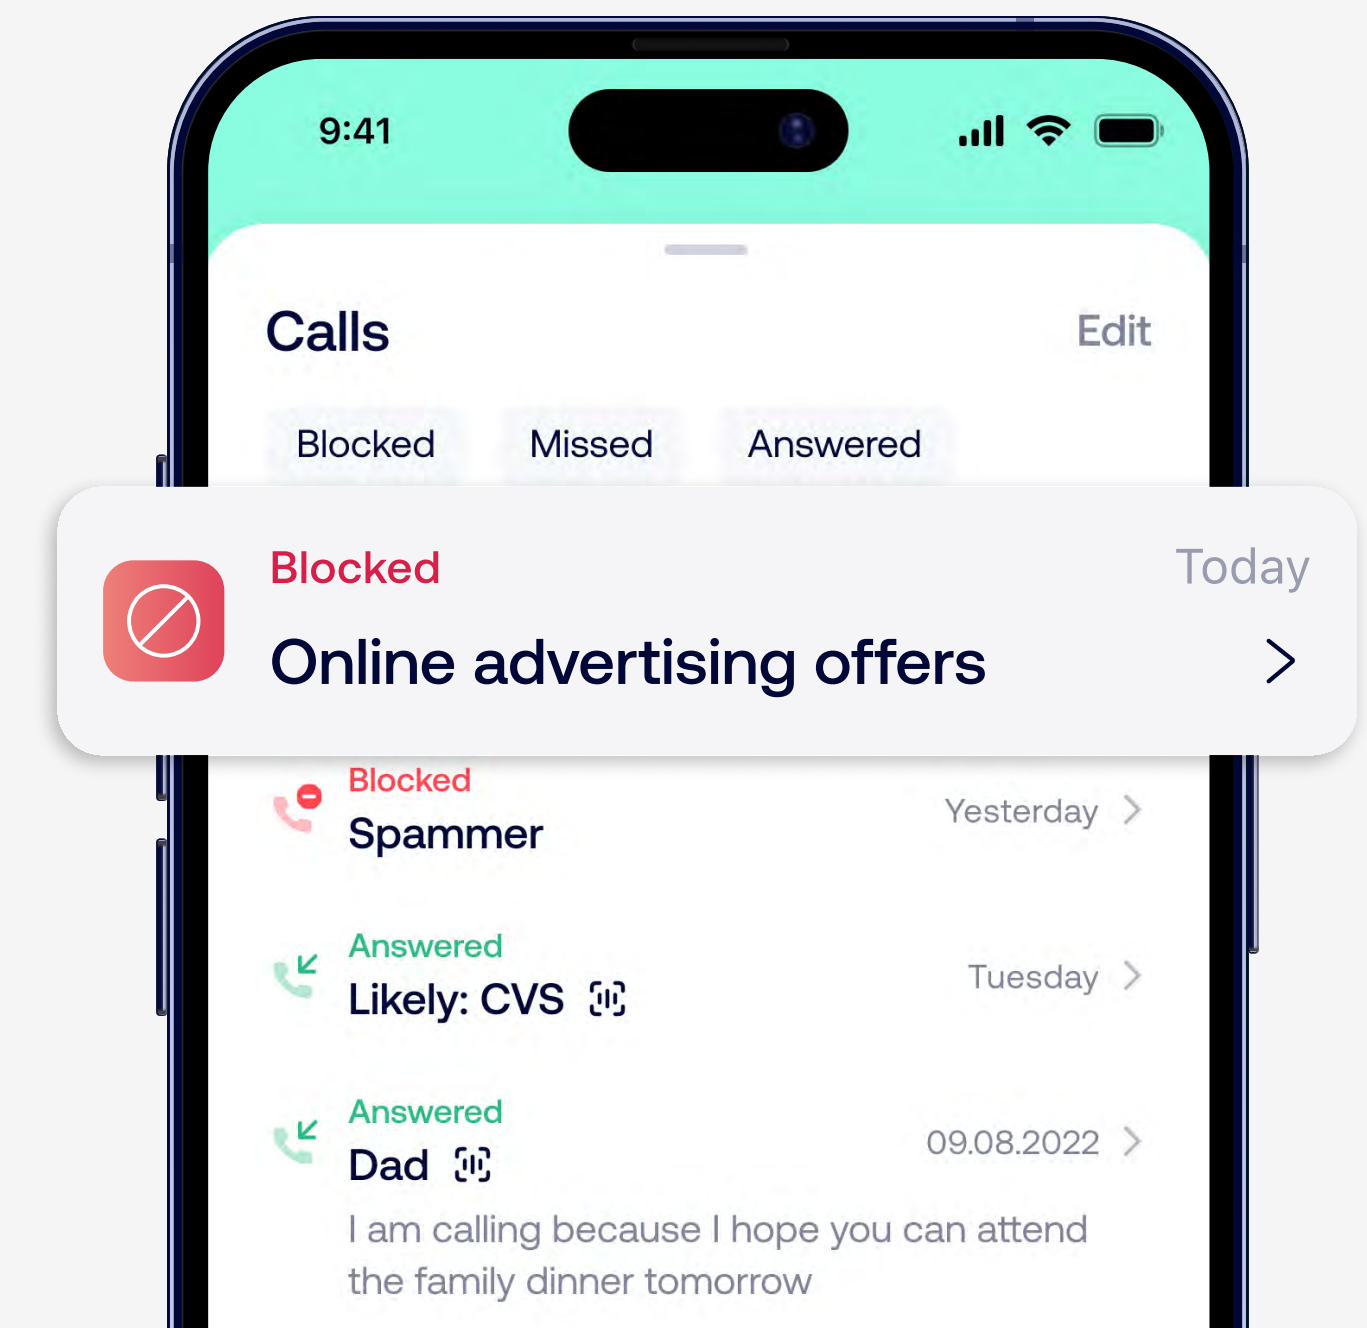 9:41
Calls
Edit
Blocked
Missed
Answered
Blocked
Today
Online advertising offers
Blocked
Spammer
Yesterday
Answered
Likely: CVS
Tuesday
Answered
Dad
09.08.2022
I am calling because I hope you can attend
the family dinner tomorrow